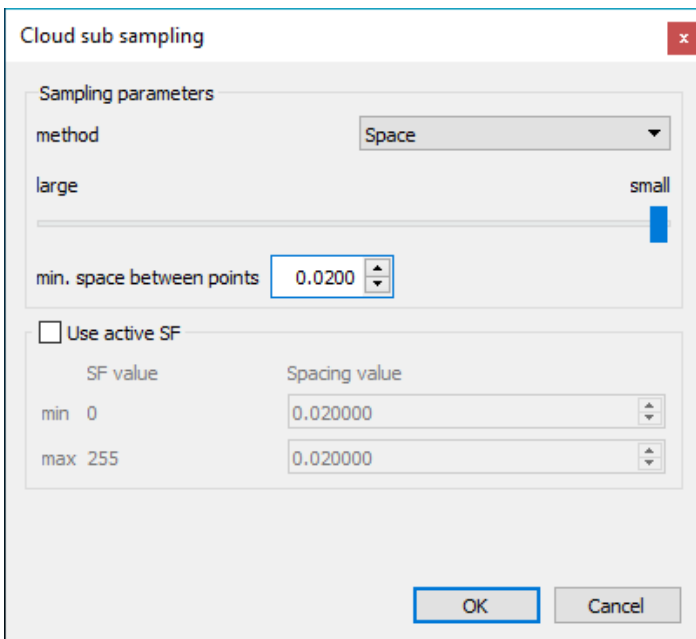 Cloud sub sampling
x
Sampling parameters
method Space
large small
min. space between points 0.0200
Use active SF
SF value Spacing value
min 0 0.020000
max 255 0.020000
OK Cancel